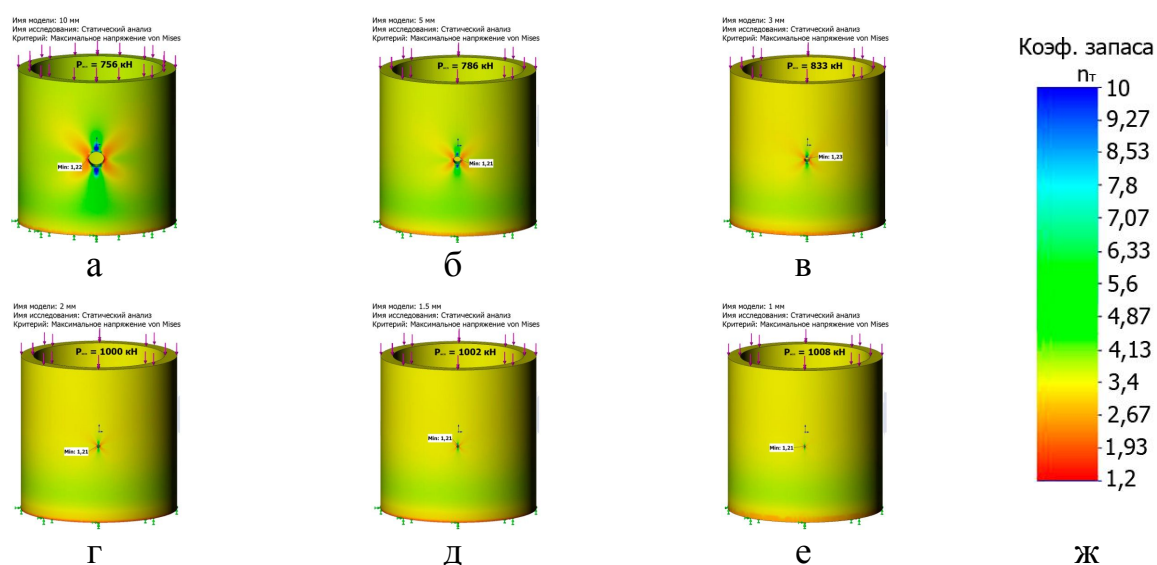 Имя модели: 10 мм
Имя исследования: Статический анализ
Критерий: Максимальное напряжение von Mises
P... = 756 кН
Min: 1,22
а
Имя модели: 5 мм
Имя исследования: Статический анализ
Критерий: Максимальное напряжение von Mises
P... = 786 кН
Min: 1,21
б
Имя модели: 3 мм
Имя исследования: Статический анализ
Критерий: Максимальное напряжение von Mises
P... = 833 кН
Min: 1,23
в
Имя модели: 2 мм
Имя исследования: Статический анализ
Критерий: Максимальное напряжение von Mises
P... = 1000 кН
Min: 1,21
г
Имя модели: 1.5 мм
Имя исследования: Статический анализ
Критерий: Максимальное напряжение von Mises
P... = 1002 кН
Min: 1,21
д
Имя модели: 1 мм
Имя исследования: Статический анализ
Критерий: Максимальное напряжение von Mises
P... = 1008 кН
Min: 1,21
е
Коэф. запаса
nт
10
9,27
8,53
7,8
7,07
6,33
5,6
4,87
4,13
3,4
2,67
1,93
1,2
ж